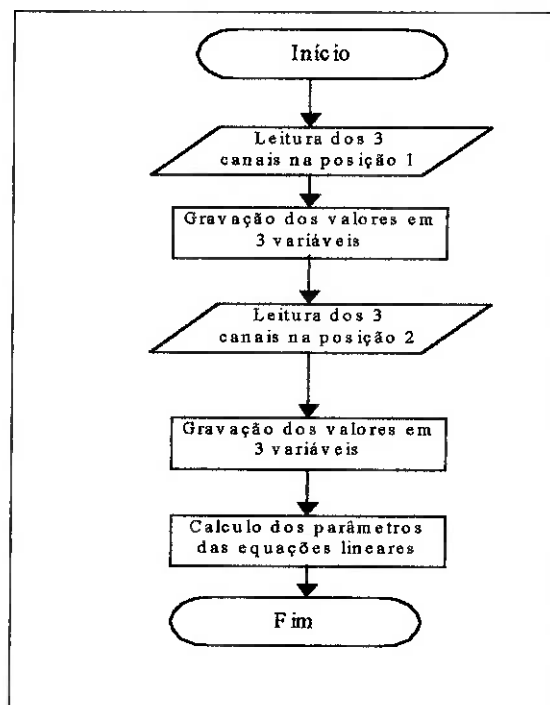 Início
Leitura dos 3
canais na posição 1
Gravação dos valores em
3 variáveis
Leitura dos 3
canais na posição 2
Gravação dos valores em
3 variáveis
Calculo dos parâmetros
das equações lineares
Fim